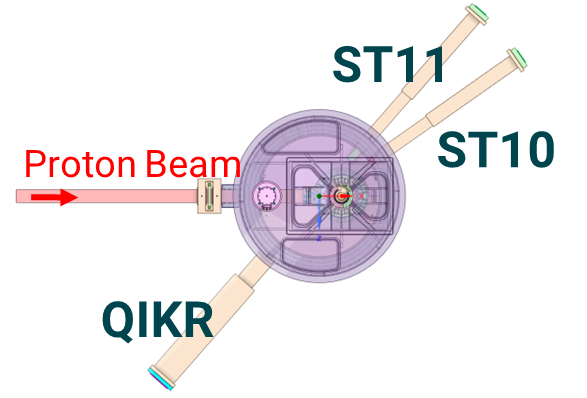 ST11
ST10
Proton Beam
X
Z
QIKR